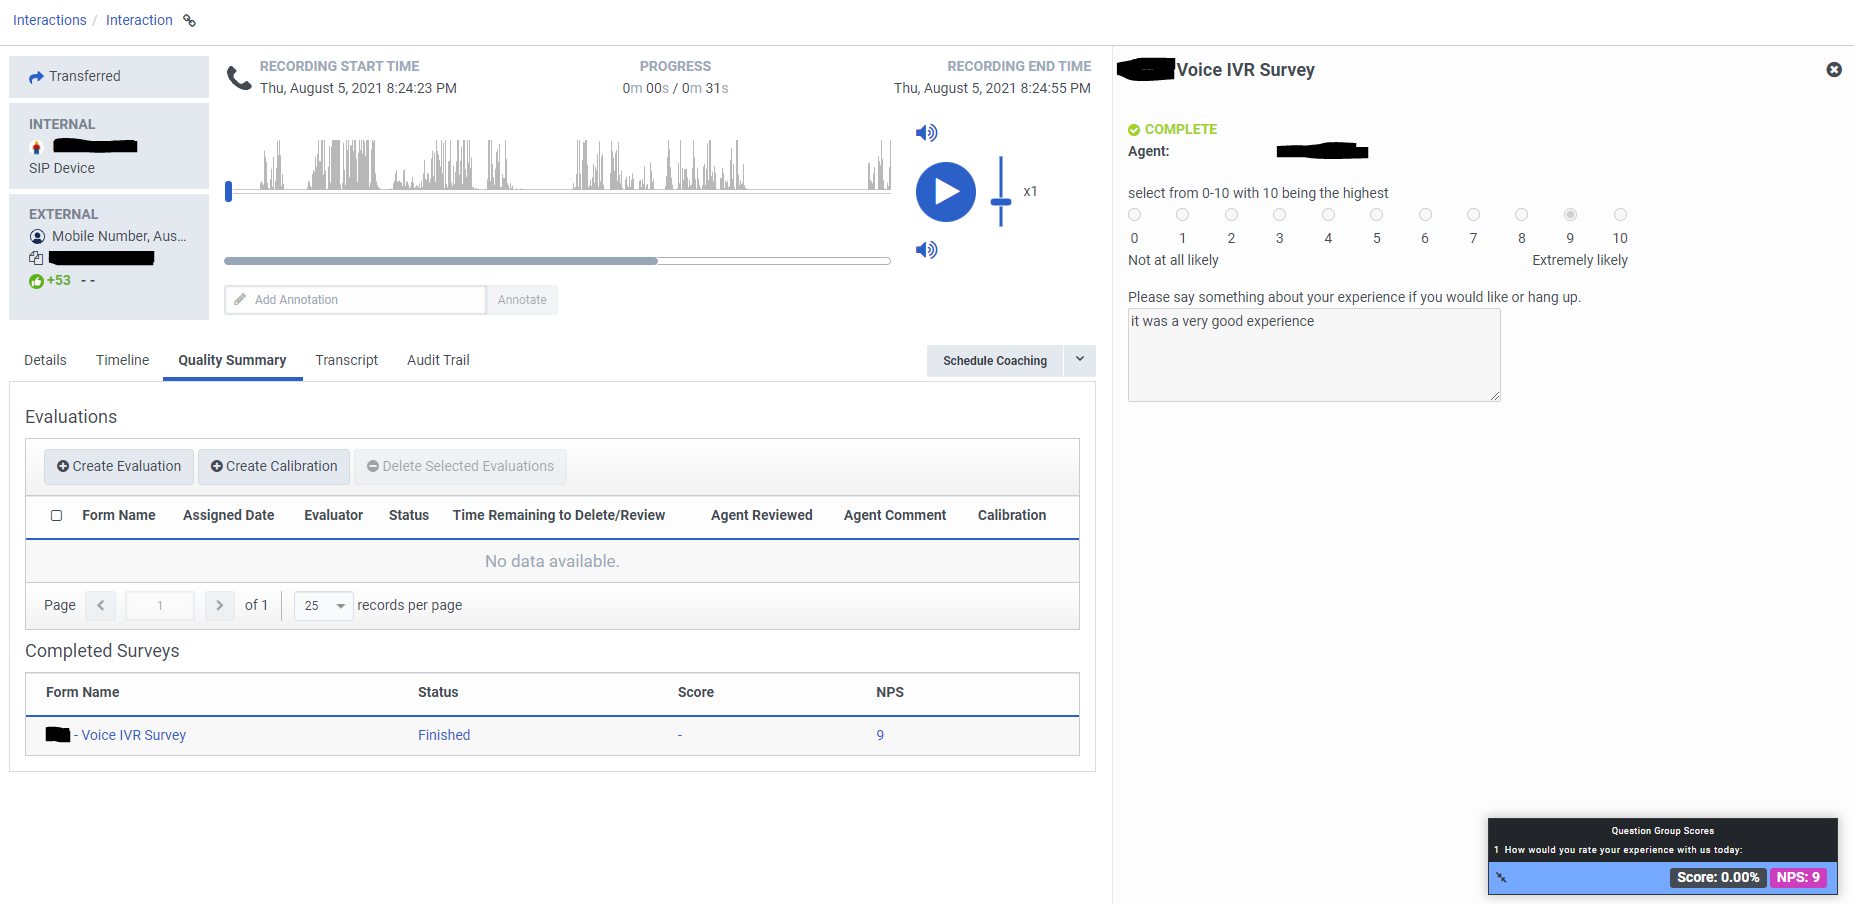 Interactions / Interaction
Transferred
INTERNAL
SIP Device
EXTERNAL
Mobile Number, Aus...
+53 - -
RECORDING START TIME
Thu, August 5, 2021 8:24:23 PM
PROGRESS
0m 00s / 0m 31s
RECORDING END TIME
Thu, August 5, 2021 8:24:55 PM
x1
Add Annotation
Annotate
Details Timeline Quality Summary Transcript Audit Trail
Schedule Coaching
Evaluations
Create Evaluation Create Calibration Delete Selected Evaluations
Form Name Assigned Date Evaluator Status Time Remaining to Delete/Review Agent Reviewed Agent Comment Calibration
No data available.
Page 1 of 1 25 records per page
Completed Surveys
Form Name Status Score NPS
- Voice IVR Survey Finished - 9
Voice IVR Survey
COMPLETE
Agent:
select from 0-10 with 10 being the highest
0 1 2 3 4 5 6 7 8 9 10
Not at all likely Extremely likely
Please say something about your experience if you would like or hang up.
it was a very good experience
Question Group Scores
1 How would you rate your experience with us today:
Score: 0.00% NPS: 9